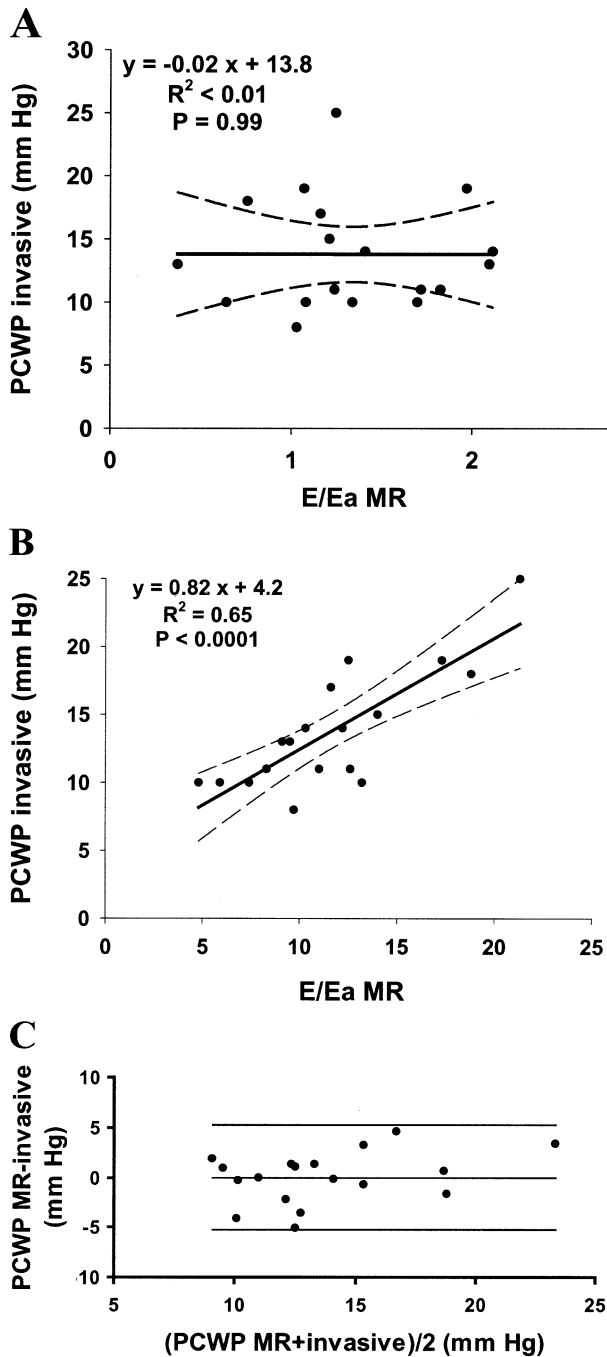 A
y = -0.02 x + 13.8
R² < 0.01
P = 0.99
PCWP invasive (mm Hg)
30
25
20
15
10
5
0
0 1 2
E/Ea MR
B
y = 0.82 x + 4.2
R² = 0.65
P < 0.0001
PCWP invasive (mm Hg)
25
20
15
10
5
0
0 5 10 15 20 25
E/Ea MR
C
PCWP MR-invasive
(mm Hg)
10
5
0
-5
-10
5 10 15 20 25
(PCWP MR+invasive)/2 (mm Hg)